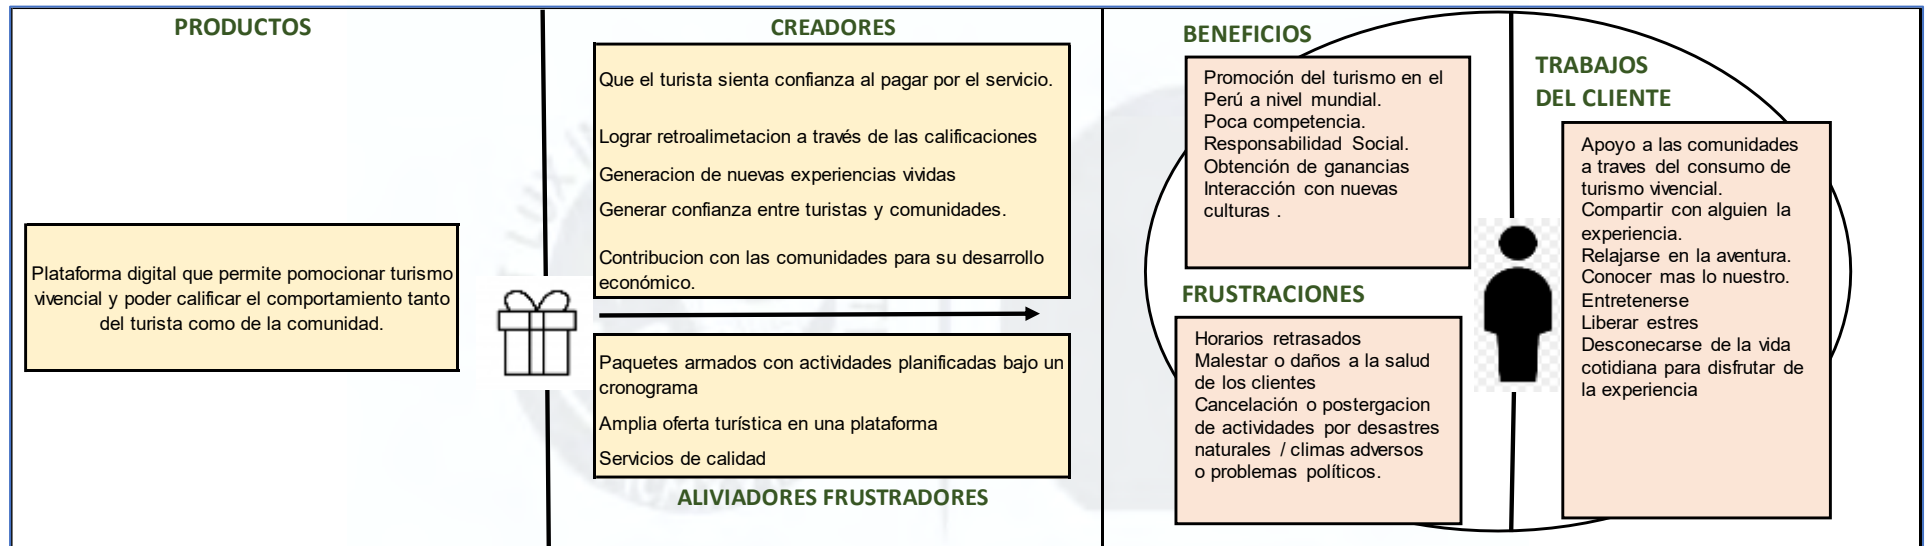 PRODUCTOS
Plataforma digital que permite pomocionar turismo
vivencial y poder calificar el comportamiento tanto
del turista como de la comunidad.
CREADORES
Que el turista sienta confianza al pagar por el servicio.
Lograr retroalimetacion a través de las calificaciones
Generacion de nuevas experiencias vividas
Generar confianza entre turistas y comunidades.
Contribucion con las comunidades para su desarrollo
económico.
Paquetes armados con actividades planificadas bajo un
cronograma
Amplia oferta turística en una plataforma
Servicios de calidad
ALIVIADORES FRUSTRADORES
BENEFICIOS
Promoción del turismo en el
Perú a nivel mundial.
Poca competencia.
Responsabilidad Social.
Obtención de ganancias
Interacción con nuevas
culturas .
FRUSTRACIONES
Horarios retrasados
Malestar o daños a la salud
de los clientes
Cancelación o postergacion
de actividades por desastres
naturales / climas adversos
o problemas políticos.
TRABAJOS
DEL CLIENTE
Apoyo a las comunidades
a traves del consumo de
turismo vivencial.
Compartir con alguien la
experiencia.
Relajarse en la aventura.
Conocer mas lo nuestro.
Entretenerse
Liberar estres
Desconecarse de la vida
cotidiana para disfrutar de
la experiencia